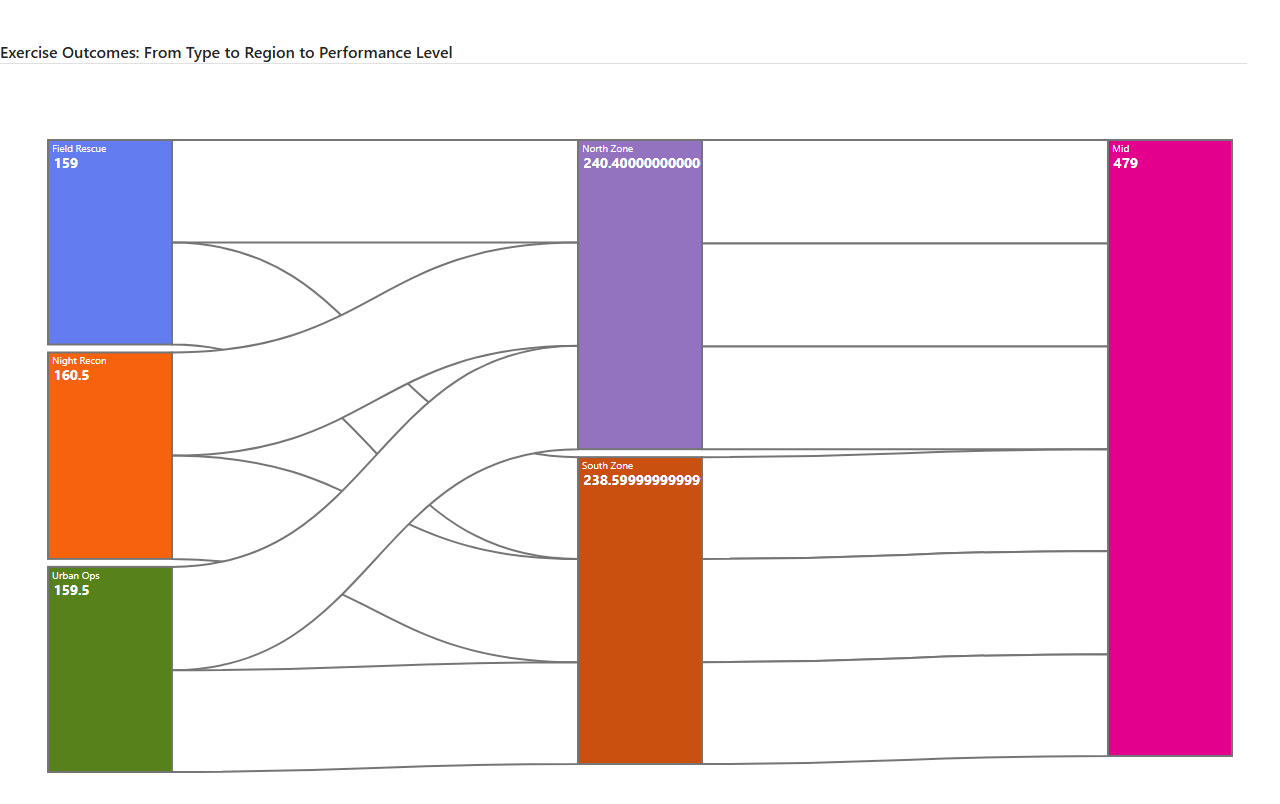 Exercise Outcomes: From Type to Region to Performance Level
Field Rescue
159
North Zone
240.40000000000
Mid
479
Night Recon
160.5
South Zone
238.59999999999
Urban Ops
159.5